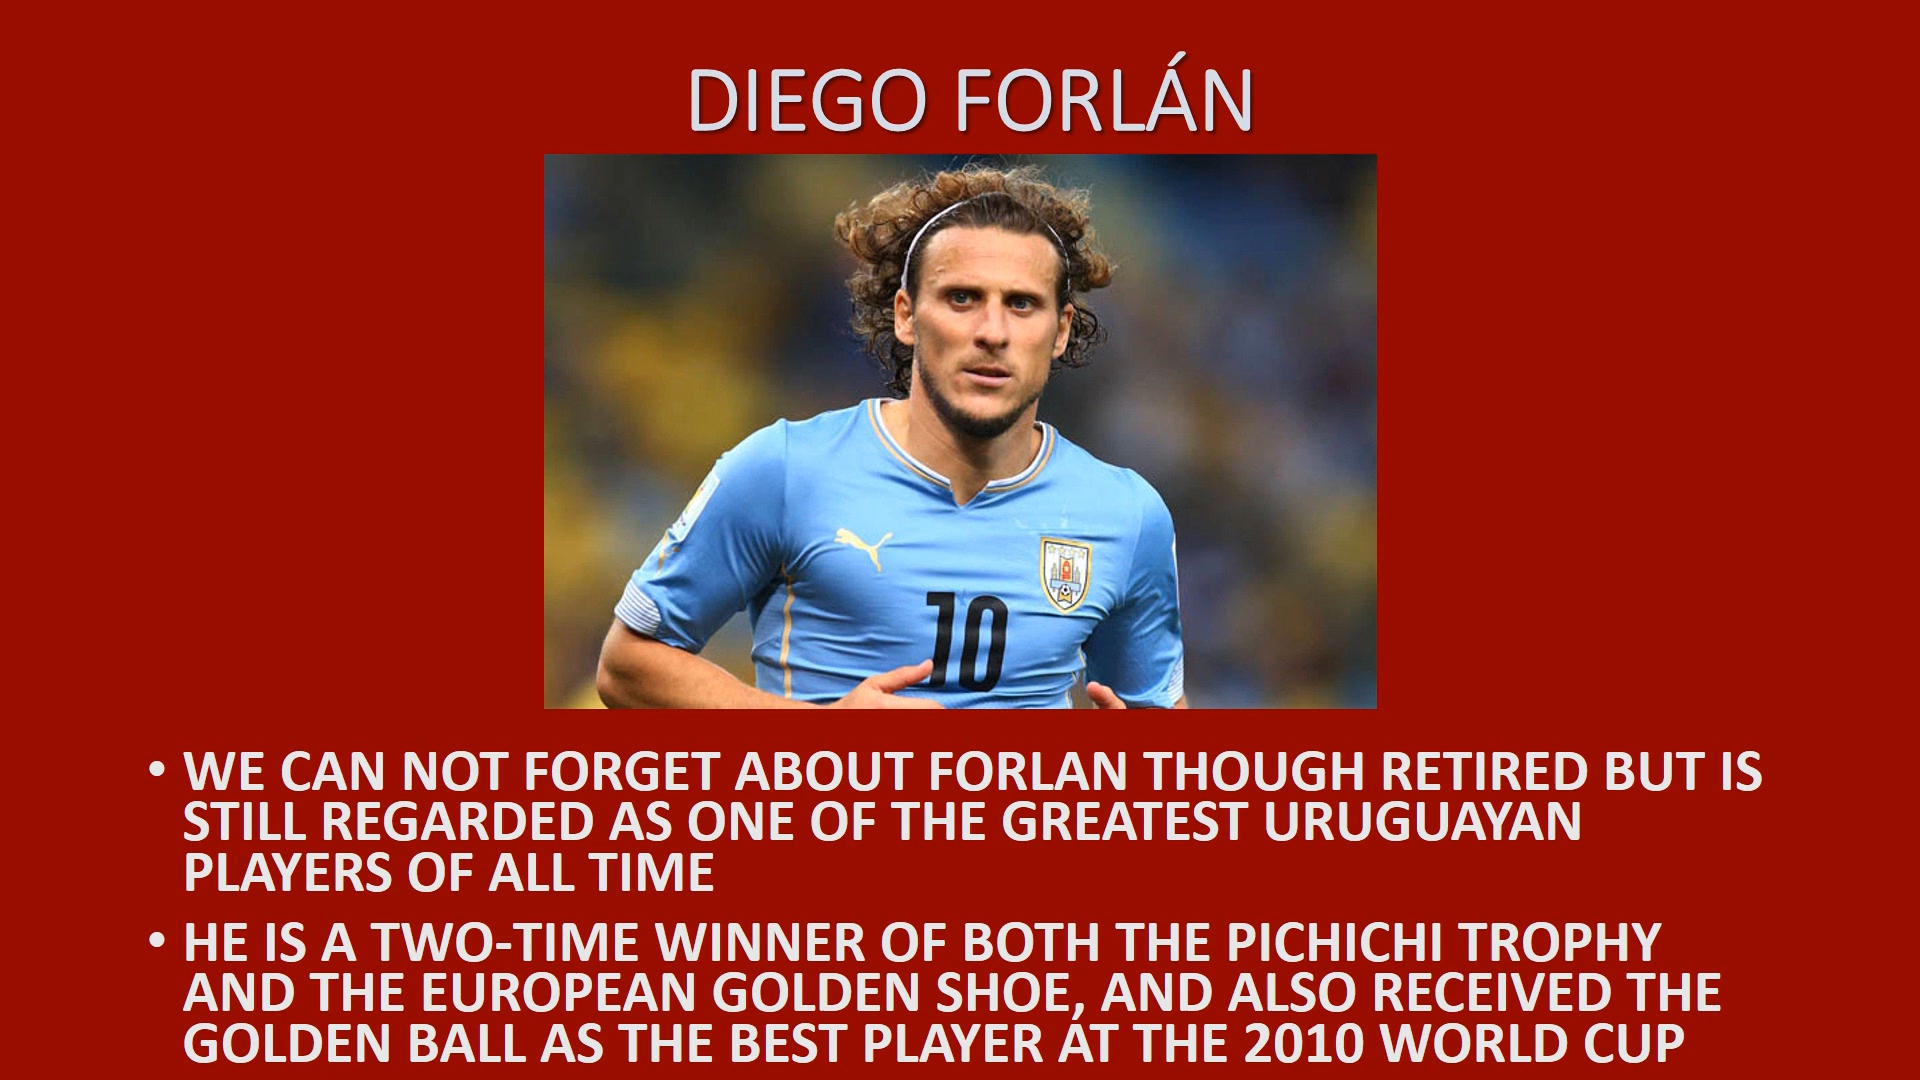 DIEGO FORLÁN
10
• WE CAN NOT FORGET ABOUT FORLAN THOUGH RETIRED BUT IS
STILL REGARDED AS ONE OF THE GREATEST URUGUAYAN
PLAYERS OF ALL TIME
• HE IS A TWO-TIME WINNER OF BOTH THE PICHICHI TROPHY
AND THE EUROPEAN GOLDEN SHOE, AND ALSO RECEIVED THE
GOLDEN BALL AS THE BEST PLAYER AT THE 2010 WORLD CUP